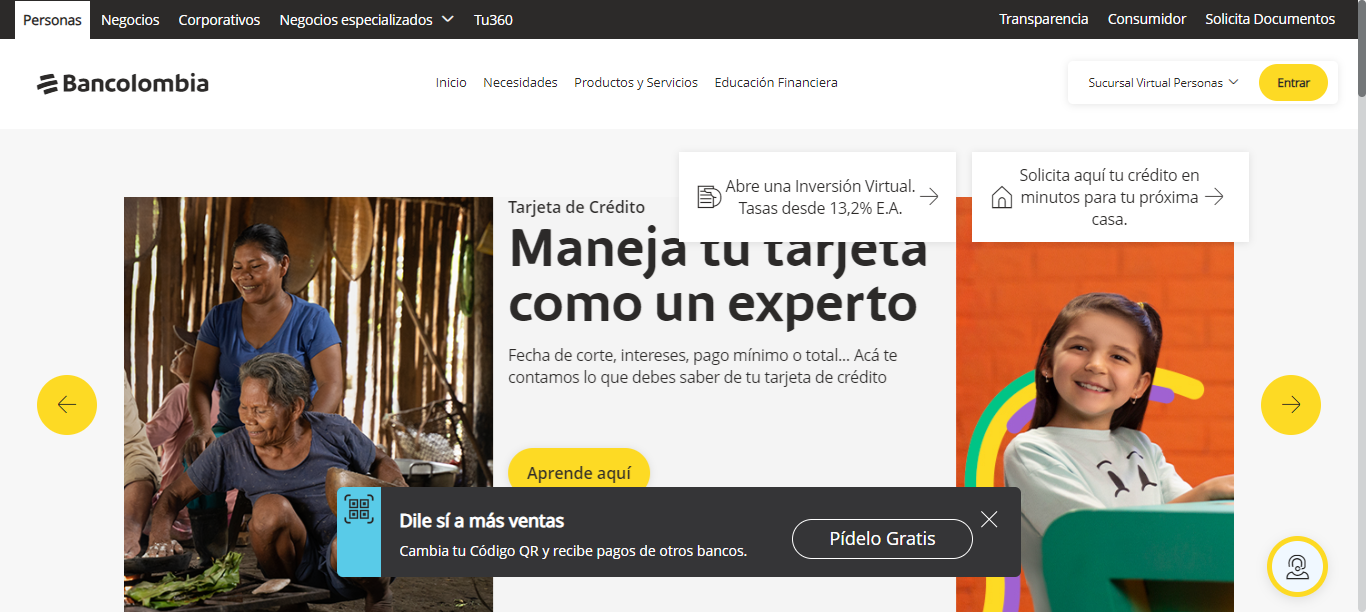 Personas
Negocios
Corporativos
Negocios especializados
Tu360
Transparencia
Consumidor
Solicita Documentos
Bancolombia
Inicio
Necesidades
Productos y Servicios
Educación Financiera
Sucursal Virtual Personas
Entrar
Abre una Inversión Virtual.
Tasas desde 13,2% E.A.
Solicita aquí tu crédito en
minutos para tu próxima
casa.
Tarjeta de Crédito
Maneja tu tarjeta
como un experto
Fecha de corte, intereses, pago mínimo o total... Acá te
contamos lo que debes saber de tu tarjeta de crédito
Aprende aquí
Dile sí a más ventas
Cambia tu Código QR y recibe pagos de otros bancos.
Pídelo Gratis